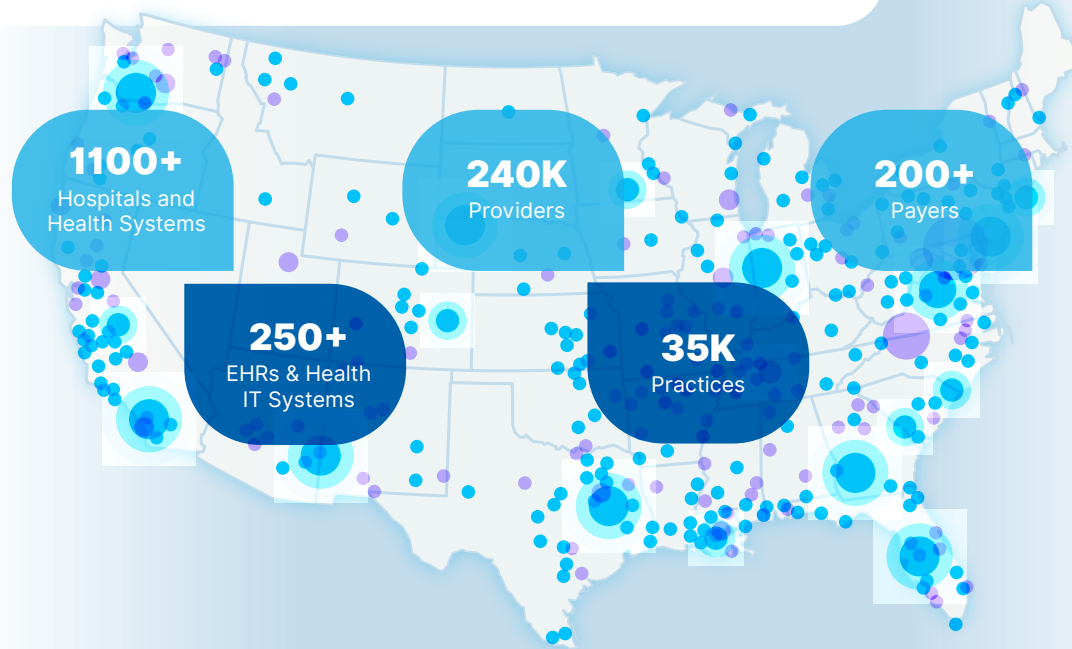 1100+
Hospitals and
Health Systems
240K
Providers
200+
Payers
250+
EHRs & Health
IT Systems
35K
Practices